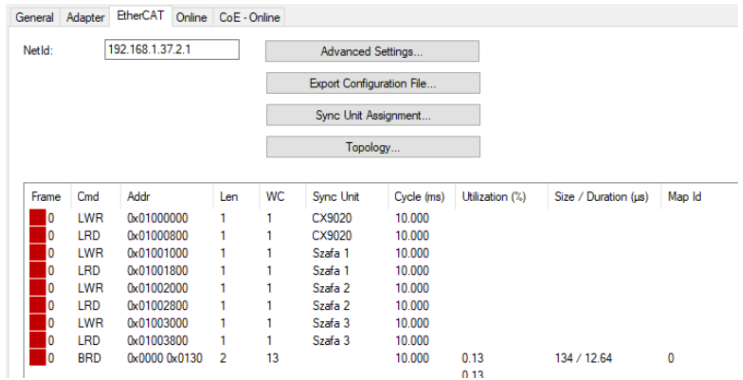 General Adapter EtherCAT Online CoE - Online
NetId: 192.168.1.37.2.1 Advanced Settings...
Export Configuration File...
Sync Unit Assignment...
Topology...
Frame Cmd Addr Len WC Sync Unit Cycle (ms) Utilization (%) Size / Duration (µs) Map Id
0 LWR 0x01000000 1 1 CX9020 10.000
0 LRD 0x01000800 1 1 CX9020 10.000
0 LWR 0x01001000 1 1 Szafa 1 10.000
0 LRD 0x01001800 1 1 Szafa 1 10.000
0 LWR 0x01002000 1 1 Szafa 2 10.000
0 LRD 0x01002800 1 1 Szafa 2 10.000
0 LWR 0x01003000 1 1 Szafa 3 10.000
0 LRD 0x01003800 1 1 Szafa 3 10.000
0 BRD 0x0000 0x0130 2 13 10.000 0.13 134 / 12.64 0
0.13